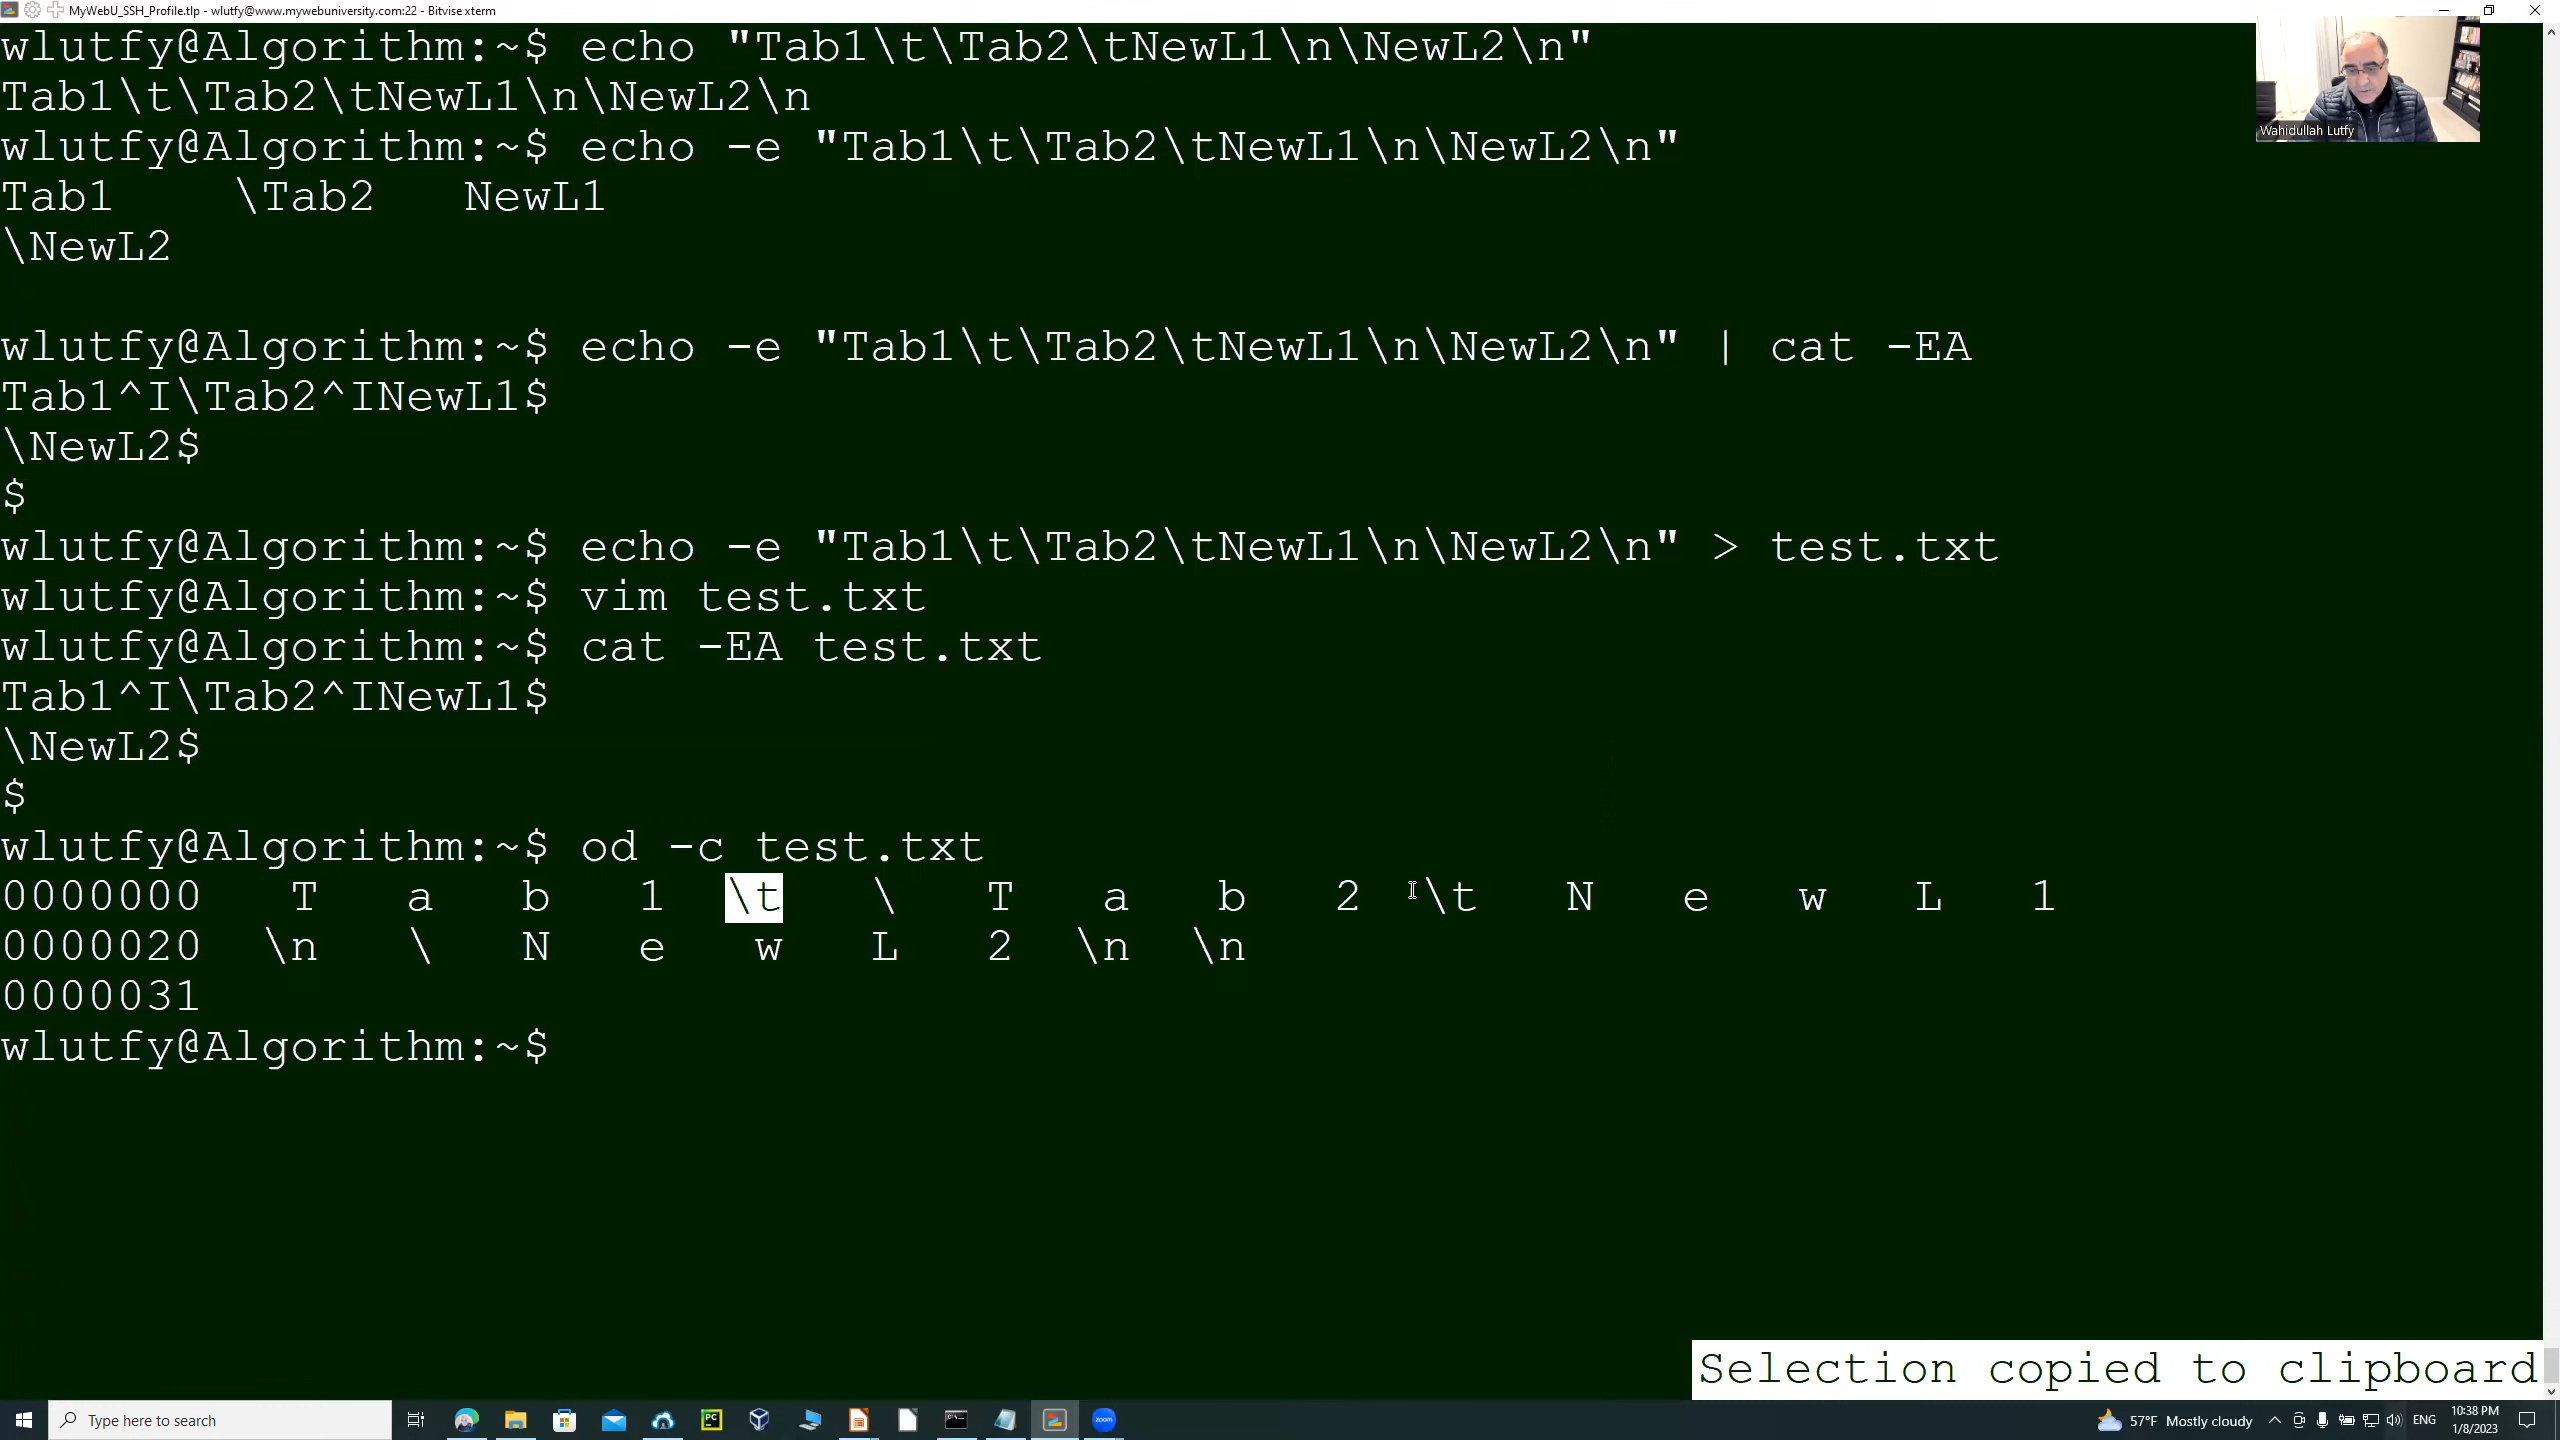 MyWebU_SSH_Profile.tlp - wlutfy@www.mywebuniversity.com:22 - Bitvise xterm
wlutfy@Algorithm:~$ echo "Tab1\t\Tab2\tNewL1\n\NewL2\n"
Tab1\t\Tab2\tNewL1\n\NewL2\n
wlutfy@Algorithm:~$ echo -e "Tab1\t\Tab2\tNewL1\n\NewL2\n"
Tab1    \Tab2   NewL1
\NewL2
wlutfy@Algorithm:~$ echo -e "Tab1\t\Tab2\tNewL1\n\NewL2\n" | cat -EA
Tab1^I\Tab2^INewL1$
\NewL2$
$
wlutfy@Algorithm:~$ echo -e "Tab1\t\Tab2\tNewL1\n\NewL2\n" > test.txt
wlutfy@Algorithm:~$ vim test.txt
wlutfy@Algorithm:~$ cat -EA test.txt
Tab1^I\Tab2^INewL1$
\NewL2$
$
wlutfy@Algorithm:~$ od -c test.txt
0000000   T   a   b   1  \t   \   T   a   b   2  \t   N   e   w   L   1
0000020  \n   \   N   e   w   L   2  \n  \n
0000031
wlutfy@Algorithm:~$
Wahidullah Lutfy
Selection copied to clipboard
Type here to search
PC
zoom
57°F Mostly cloudy
ENG
10:38 PM
1/8/2023